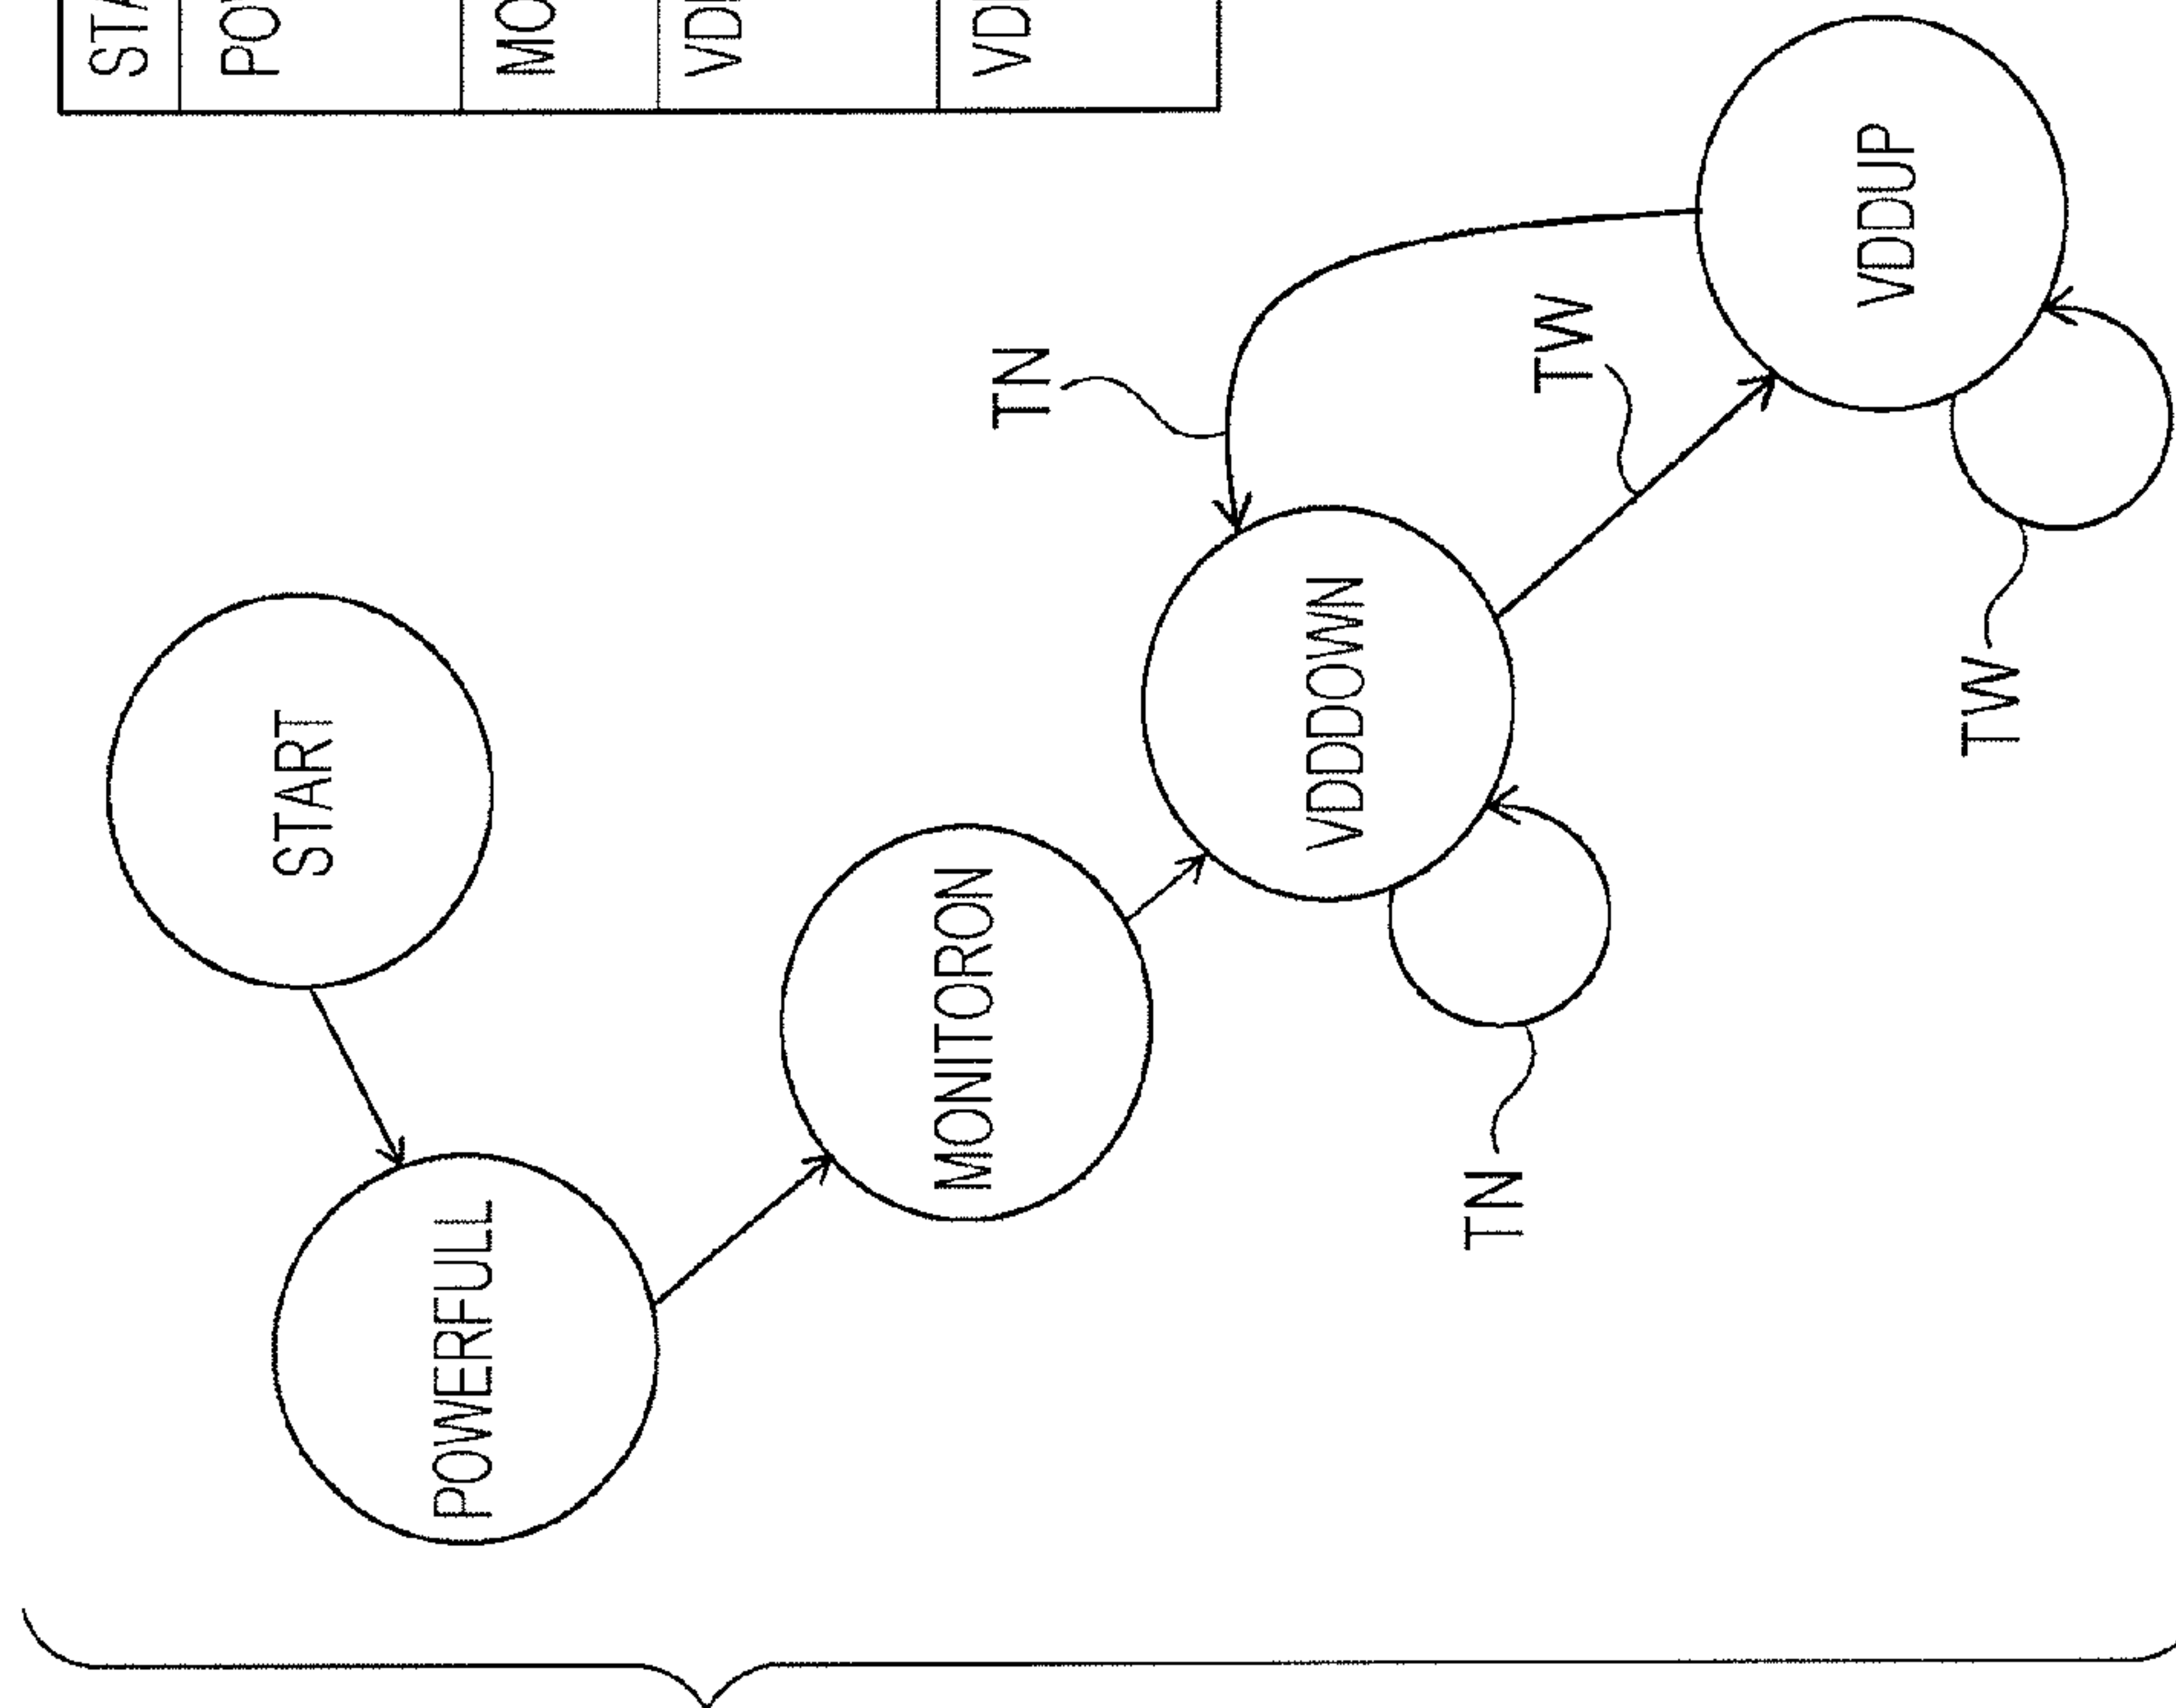 START
POWERFULL
MONITORON
VDDDOWN
VDDUP
TN
TW
TN
TW